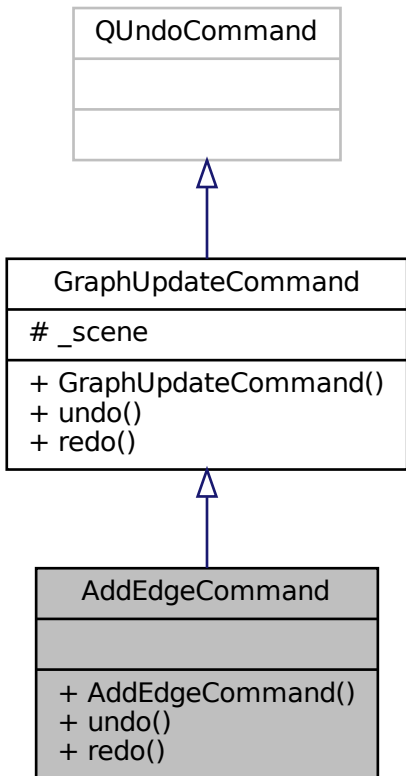 QUndoCommand
GraphUpdateCommand
# _scene
+ GraphUpdateCommand()
+ undo()
+ redo()
AddEdgeCommand
+ AddEdgeCommand()
+ undo()
+ redo()